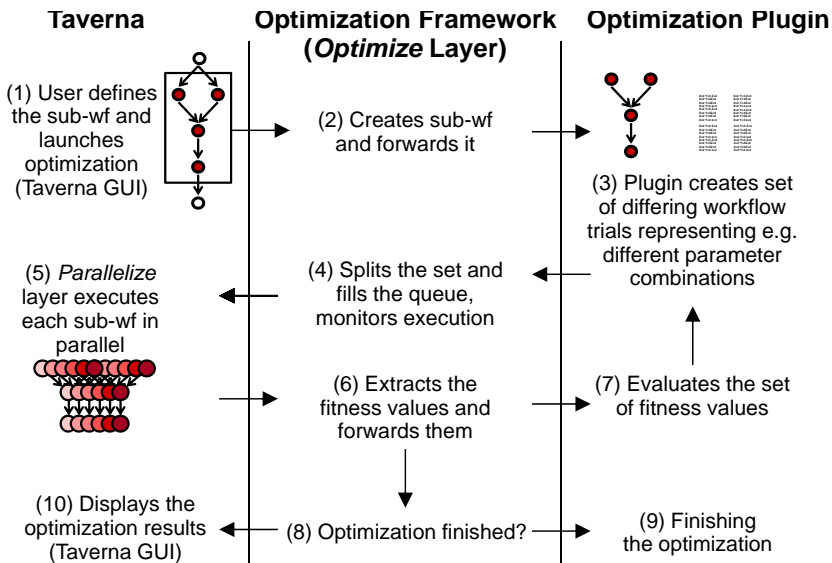 Taverna
Optimization Framework
(Optimize Layer)
Optimization Plugin
(1) User defines
the sub-wf and
launches
optimization
(Taverna GUI)
(2) Creates sub-wf
and forwards it
(3) Plugin creates set
of differing workflow
trials representing e.g.
different parameter
combinations
(4) Splits the set and
fills the queue,
monitors execution
(5) Parallelize
layer executes
each sub-wf in
parallel
(6) Extracts the
fitness values and
forwards them
(7) Evaluates the set
of fitness values
(8) Optimization finished?
(9) Finishing
the optimization
(10) Displays the
optimization results
(Taverna GUI)